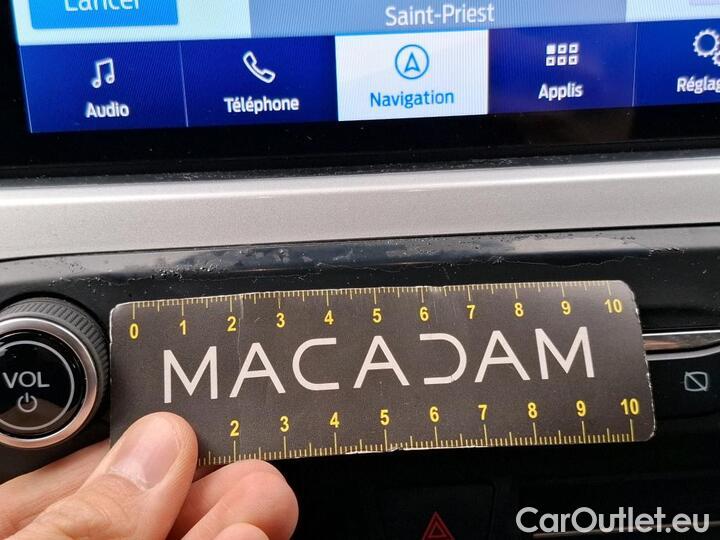 Lancer
Saint-Priest
Audio
Téléphone
Navigation
Applis
Réglag
0 1 2 3 4 5 6 7 8 9 10
VOL
MACADAM
2 3 4 5 6 7 8 9 10
CarOutlet.eu